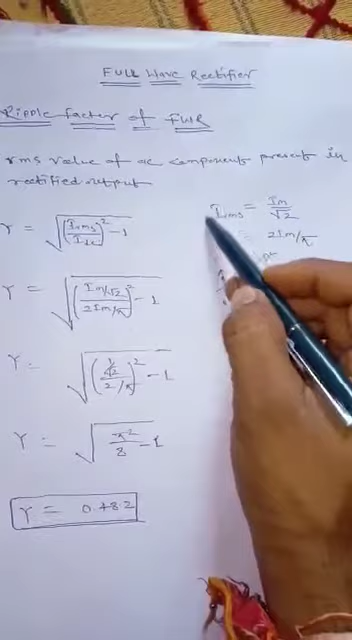 Full Wave Rectifier
Ripple factor of FWR
rms value of ac component present in
rectified output
γ = √((Irms/Idc)² - 1)
Irms = Im/√2
2Im/π
γ = √((Im/√2 / 2Im/π)² - 1)
γ = √((1/√2 / 2/π)² - 1)
γ = √(π²/8 - 1)
γ = 0.482